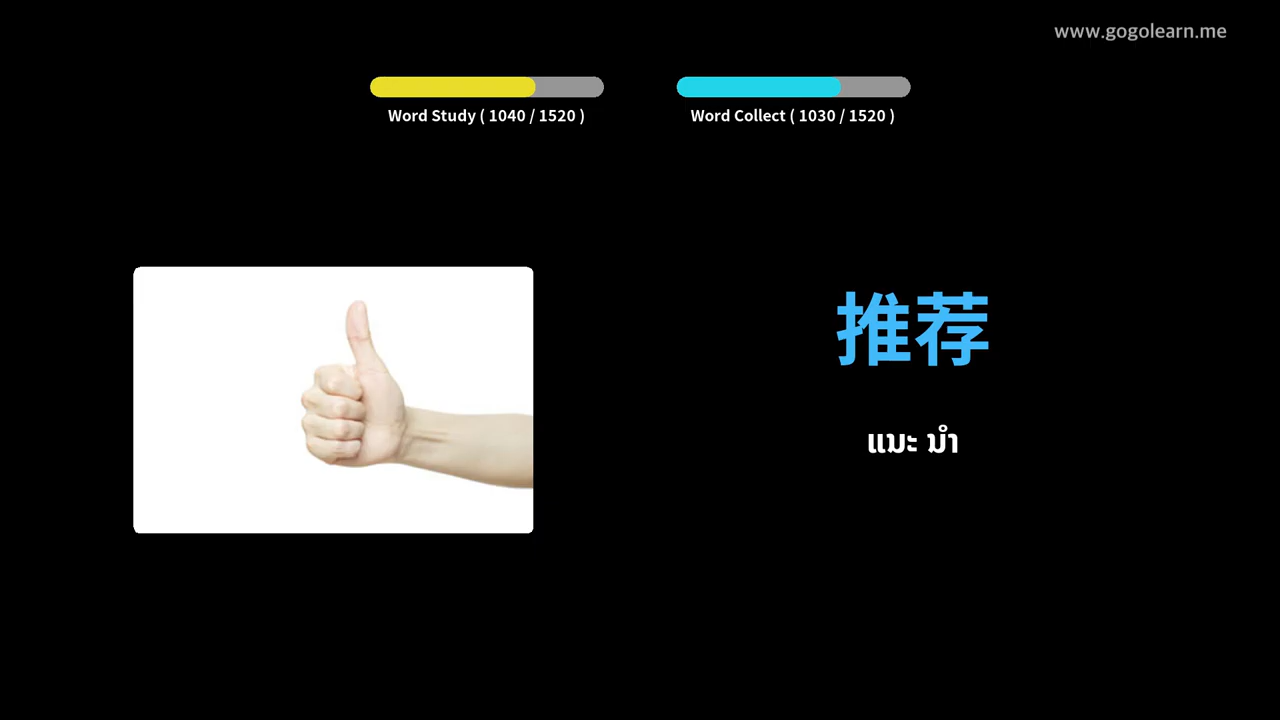 www.gogolearn.me
Word Study ( 1040 / 1520 )
Word Collect ( 1030 / 1520 )
推荐
ແນະ ນຳ